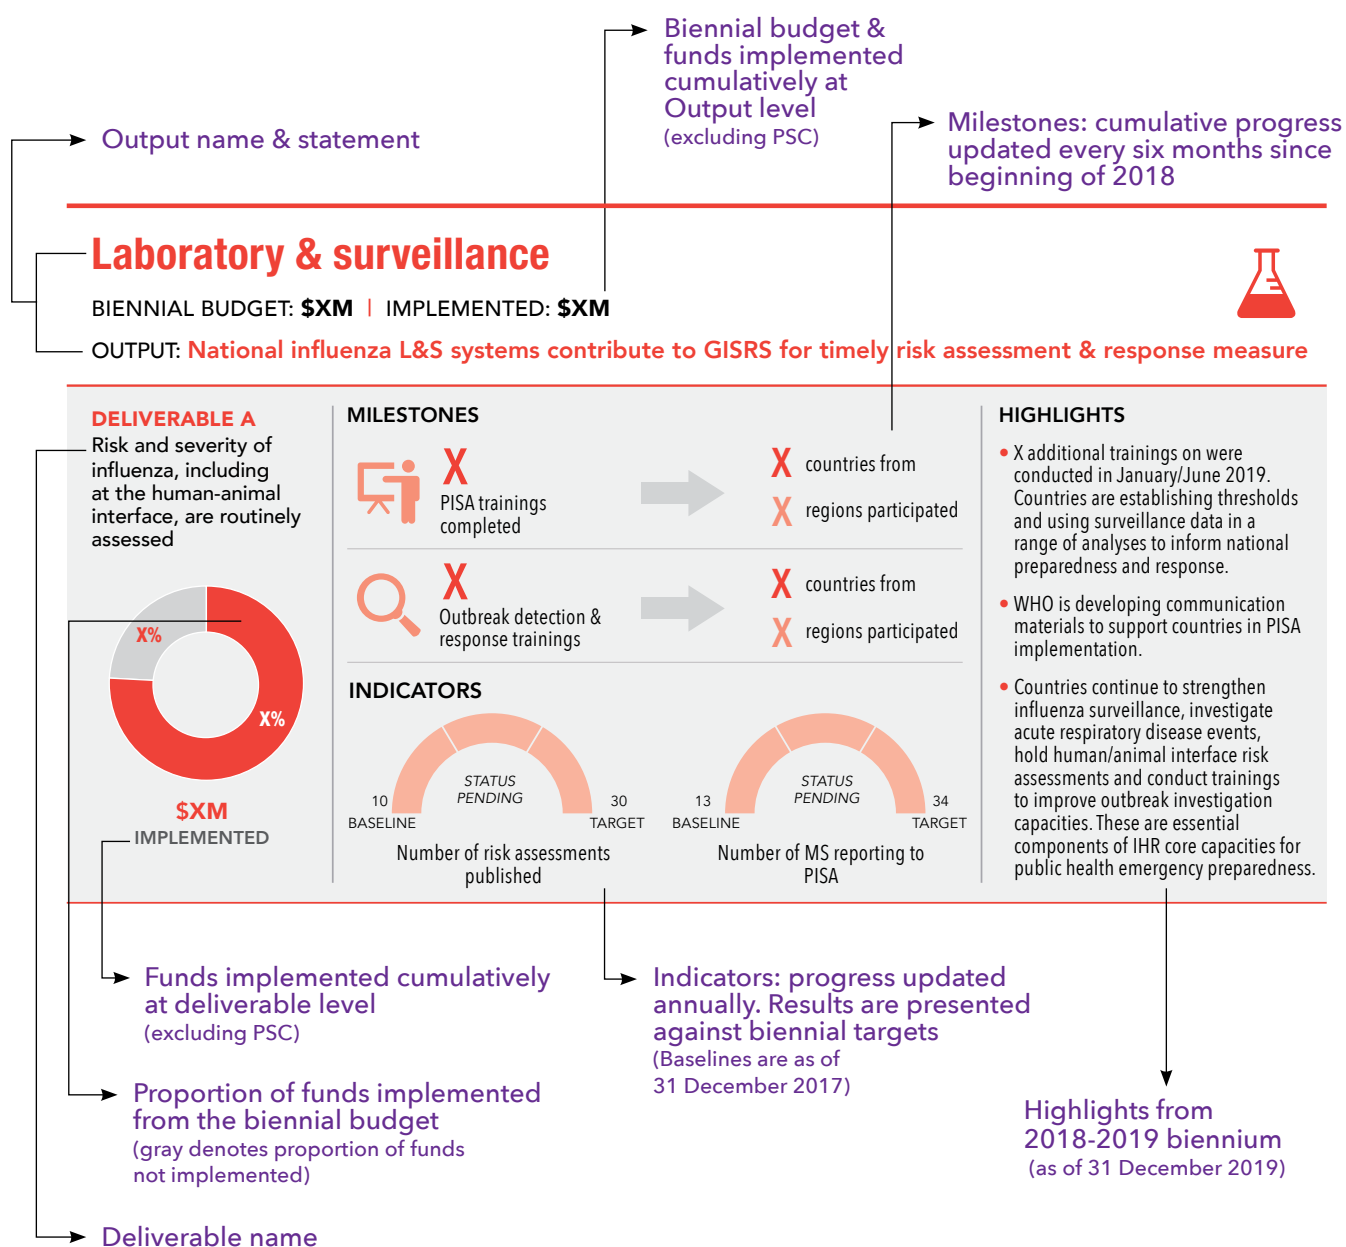 Biennial budget &
funds implemented
cumulatively at
Output level
(excluding PSC)
Output name & statement
Milestones: cumulative progress
updated every six months since
beginning of 2018
Laboratory & surveillance
BIENNIAL BUDGET: $XM | IMPLEMENTED: $XM
OUTPUT: National influenza L&S systems contribute to GISRS for timely risk assessment & response measure
DELIVERABLE A
Risk and severity of
influenza, including
at the human-animal
interface, are routinely
assessed
X%
X%
$XM
IMPLEMENTED
MILESTONES
X
PISA trainings
completed
X countries from
X regions participated
X
Outbreak detection &
response trainings
X countries from
X regions participated
INDICATORS
STATUS
PENDING
10
BASELINE
30
TARGET
Number of risk assessments
published
STATUS
PENDING
13
BASELINE
34
TARGET
Number of MS reporting to
PISA
HIGHLIGHTS
• X additional trainings on were
conducted in January/June 2019.
Countries are establishing thresholds
and using surveillance data in a
range of analyses to inform national
preparedness and response.
• WHO is developing communication
materials to support countries in PISA
implementation.
• Countries continue to strengthen
influenza surveillance, investigate
acute respiratory disease events,
hold human/animal interface risk
assessments and conduct trainings
to improve outbreak investigation
capacities. These are essential
components of IHR core capacities for
public health emergency preparedness.
Funds implemented cumulatively
at deliverable level
(excluding PSC)
Indicators: progress updated
annually. Results are presented
against biennial targets
(Baselines are as of
31 December 2017)
Proportion of funds implemented
from the biennial budget
(gray denotes proportion of funds
not implemented)
Highlights from
2018-2019 biennium
(as of 31 December 2019)
Deliverable name